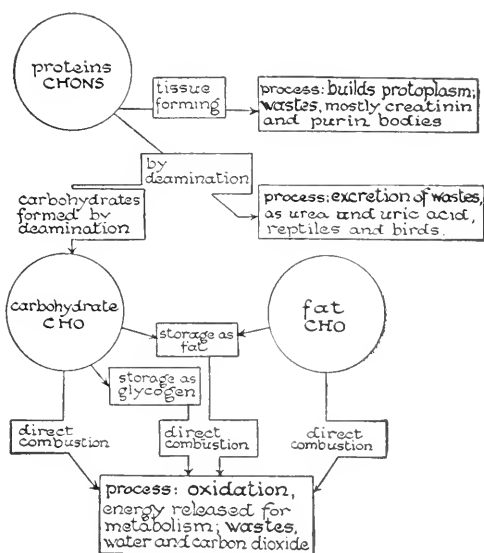 proteins
CHONS
tissue
forming
process: builds protoplasm;
wastes, mostly creatinin
and purin bodies
by
deamination
carbohydrates
formed by
deamination
process: excretion of wastes,
as urea and uric acid,
reptiles and birds.
carbohydrate
CHO
fat
CHO
storage as
fat
storage as
glycogen
direct
combustion
direct
combustion
direct
combustion
process: oxidation,
energy released for
metabolism; wastes,
water and carbon dioxide